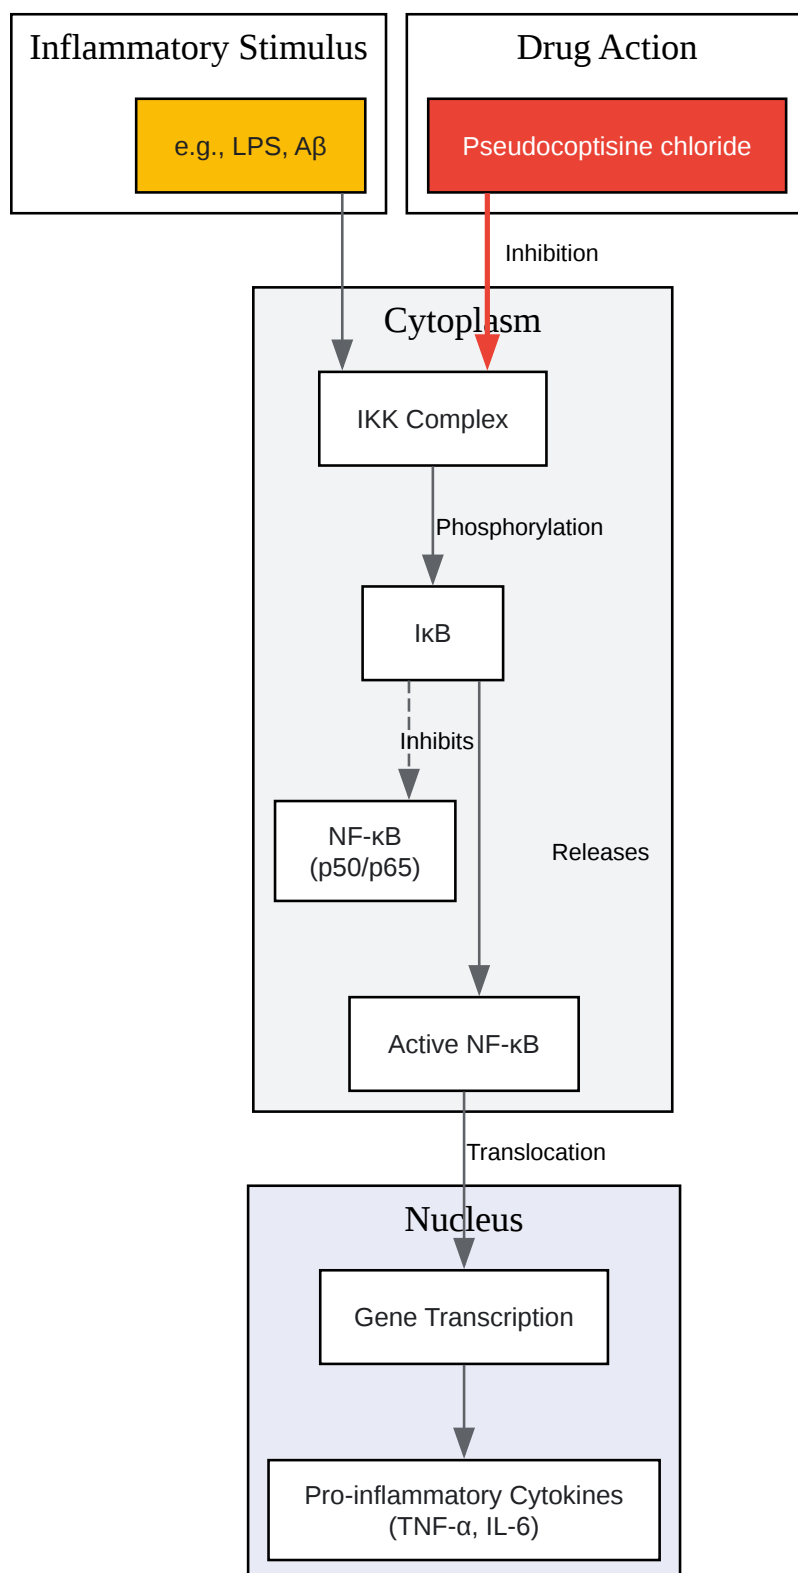 Inflammatory Stimulus
Drug Action
e.g., LPS, Aβ
Pseudocoptisine chloride
Inhibition
Cytoplasm
IKK Complex
Phosphorylation
IκB
Inhibits
NF-κB
(p50/p65)
Releases
Active NF-κB
Translocation
Nucleus
Gene Transcription
Pro-inflammatory Cytokines
(TNF-α, IL-6)